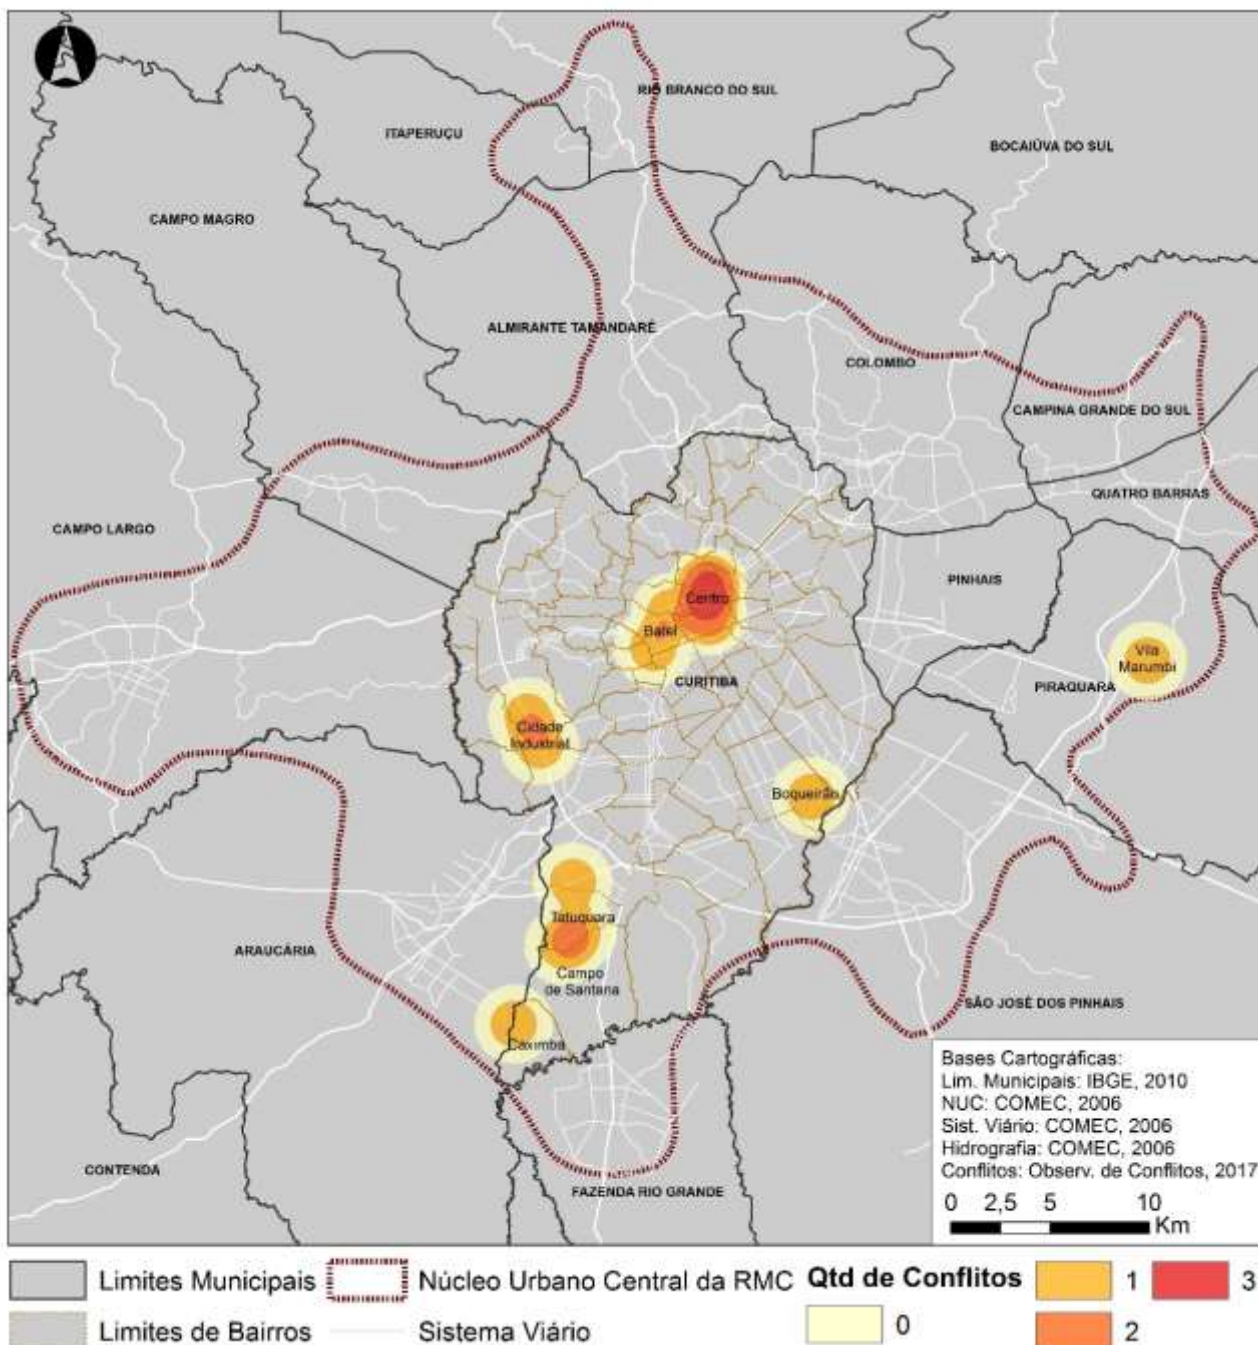 RIO BRANCO DO SUL
ITAPERUÇU
BOCAIÚVA DO SUL
CAMPO MAGRO
ALMIRANTE TAMANDARÉ
COLOMBO
CAMPINA GRANDE DO SUL
QUATRO BARRAS
CAMPO LARGO
PINHAIS
Centro
Batel
CURITIBA
Vila
Marumbi
PIRAQUARA
Cidade
Industrial
Boqueirão
Tatuquara
ARAUCÁRIA
Campo
de Santana
SÃO JOSÉ DOS PINHAIS
Caximba
Bases Cartográficas:
Lim. Municipais: IBGE, 2010
NUC: COMEC, 2006
Sist. Viário: COMEC, 2006
Hidrografia: COMEC, 2006
Conflitos: Observ. de Conflitos, 2017
CONTENDA
FAZENDA RIO GRANDE
0 2,5 5 10
Km
Limites Municipais
Núcleo Urbano Central da RMC
Qtd de Conflitos
1
3
Limites de Bairros
Sistema Viário
0
2